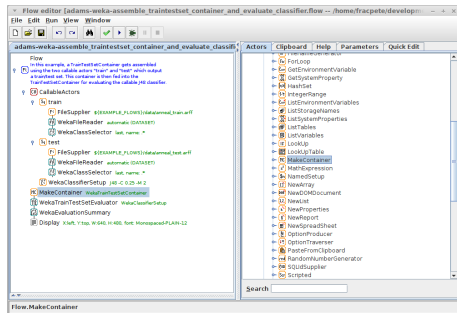 Flow editor [adams-weka-assemble_traintestset_container_and_evaluate_classifier.flow -- /home/fracpete/developm
File Edit Run View Window
adams-weka-assemble_traintestset_container_and_evaluate_classifi
Flow
In this example, a TrainTestSetContainer gets assembled
using the two callable actors "train" and "test" which output
a train/test set. This container is then fed into the
TrainTestSetContainer for evaluating the callable J48 classifier.
CallableActors
train
FileSupplier ${EXAMPLE_FLOWS}/data/anneal_train.arff
WekaFileReader automatic (DATASET)
WekaClassSelector last, name: *
test
FileSupplier ${EXAMPLE_FLOWS}/data/anneal_test.arff
WekaFileReader automatic (DATASET)
WekaClassSelector last, name: *
WekaClassifierSetup J48 -C 0.25 -M 2
MakeContainer WekaTrainTestSetContainer
WekaTrainTestSetEvaluator WekaClassifierSetup
WekaEvaluationSummary
Display X:left, Y:top, W:640, H:480, font: Monospaced-PLAIN-12
Actors Clipboard Help Parameters Quick Edit
ForLoop
GetEnvironmentVariable
GetSystemProperty
HashSet
IntegerRange
ListEnvironmentVariables
ListStorageNames
ListSystemProperties
ListTables
ListVariables
LookUp
LookUpTable
MakeContainer
MathExpression
NamedSetup
NewArray
NewDOMDocument
NewList
NewProperties
NewReport
NewSpreadSheet
OptionProducer
OptionTraverser
PasteFromClipboard
RandomNumberGenerator
SQLIdSupplier
Scripted
Search
Flow.MakeContainer